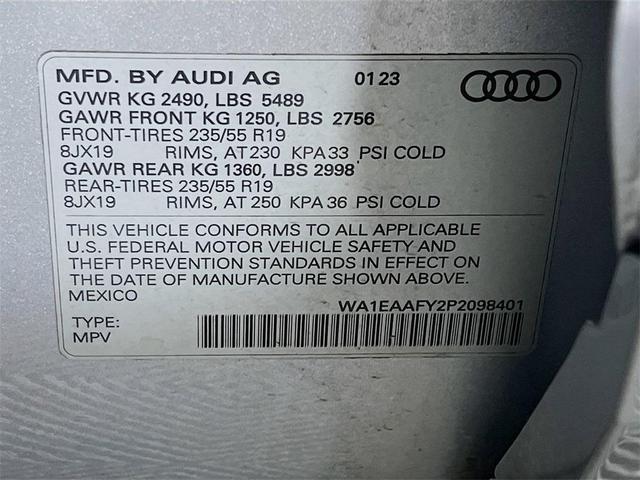 MFD. BY AUDI AG 01 23
GVWR KG 2490, LBS 5489
GAWR FRONT KG 1250, LBS 2756
FRONT-TIRES 235/55 R19
8JX19 RIMS, AT 230 KPA 33 PSI COLD
GAWR REAR KG 1360, LBS 2998
REAR-TIRES 235/55 R19
8JX19 RIMS, AT 250 KPA 36 PSI COLD
THIS VEHICLE CONFORMS TO ALL APPLICABLE
U.S. FEDERAL MOTOR VEHICLE SAFETY AND
THEFT PREVENTION STANDARDS IN EFFECT ON
THE DATE OF MANUFACTURE SHOWN ABOVE.
MEXICO
WA1EAAFY2P2098401
TYPE:
MPV